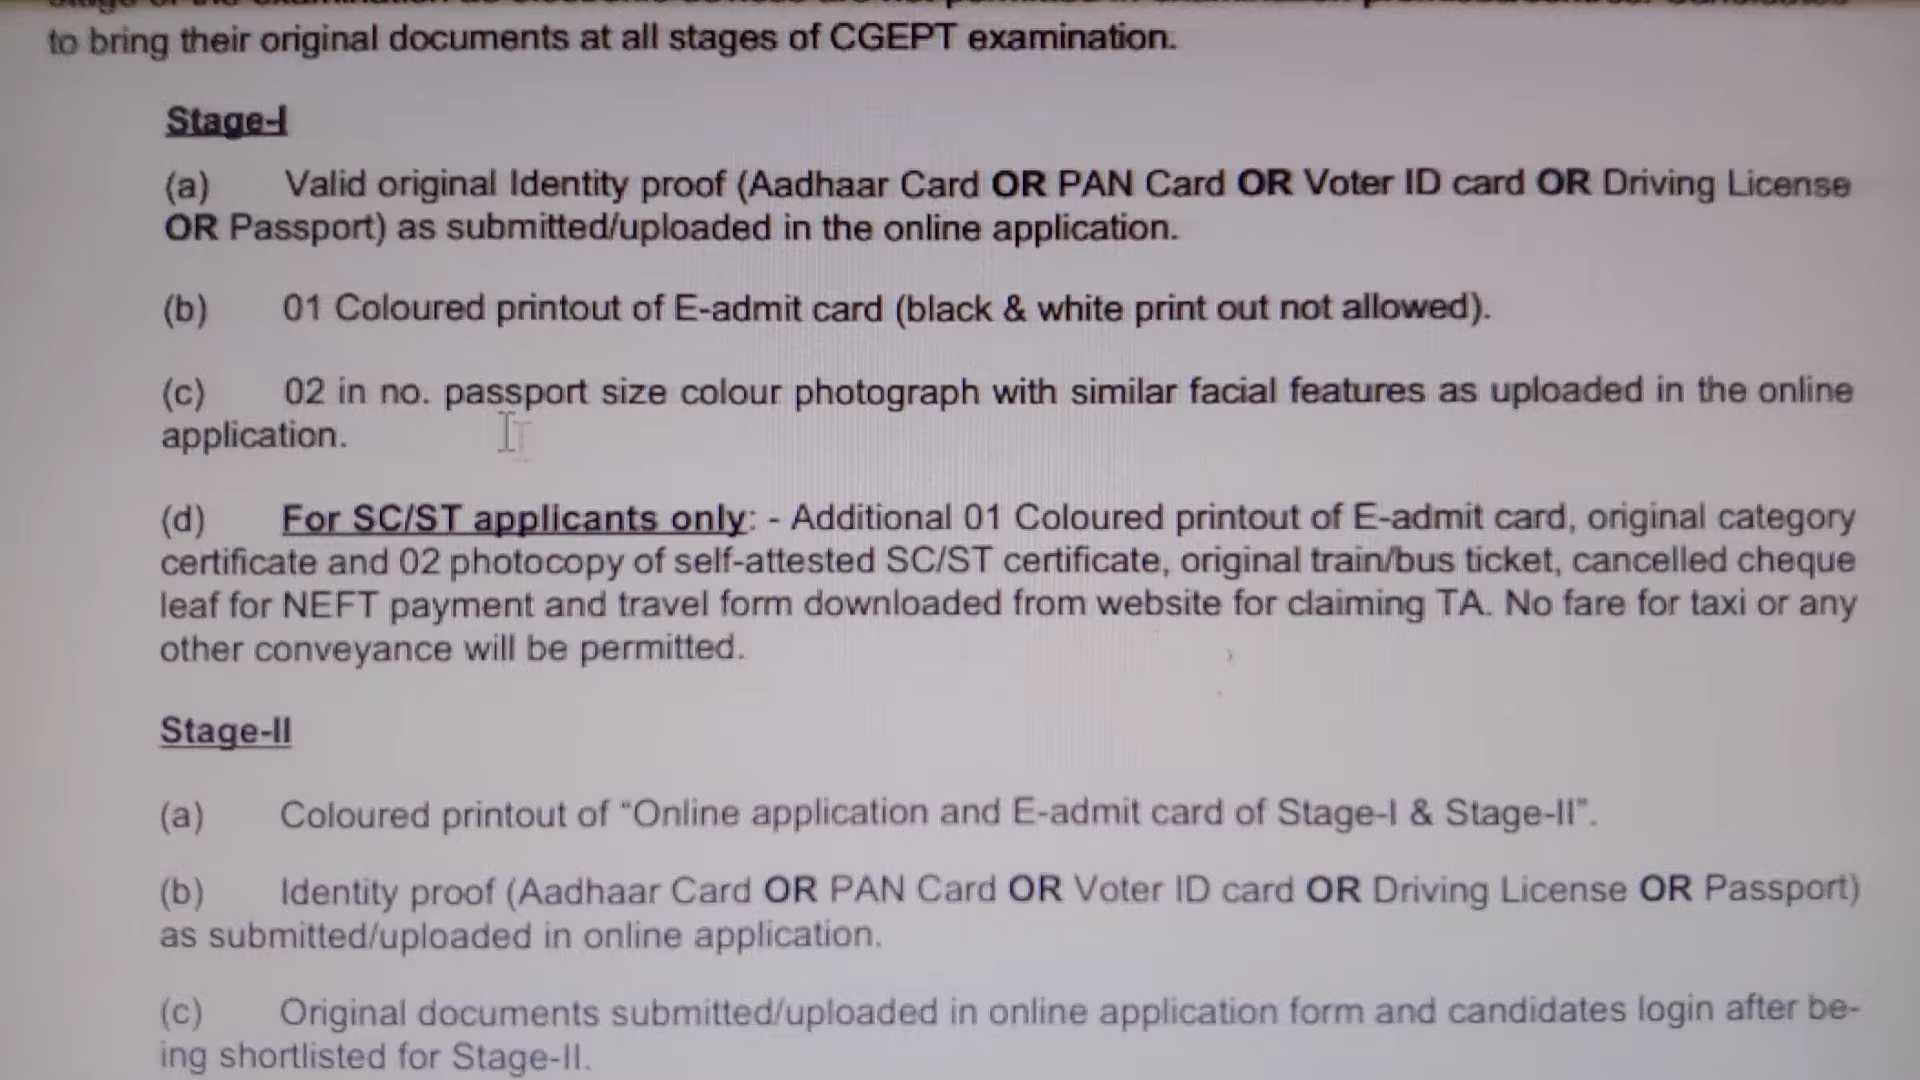 to bring their original documents at all stages of CGEPT examination.
Stage-I
(a) Valid original Identity proof (Aadhaar Card OR PAN Card OR Voter ID card OR Driving License
OR Passport) as submitted/uploaded in the online application.
(b) 01 Coloured printout of E-admit card (black & white print out not allowed).
(c) 02 in no. passport size colour photograph with similar facial features as uploaded in the online
application.
(d) For SC/ST applicants only: - Additional 01 Coloured printout of E-admit card, original category
certificate and 02 photocopy of self-attested SC/ST certificate, original train/bus ticket, cancelled cheque
leaf for NEFT payment and travel form downloaded from website for claiming TA. No fare for taxi or any
other conveyance will be permitted.
Stage-II
(a) Coloured printout of “Online application and E-admit card of Stage-I & Stage-II”.
(b) Identity proof (Aadhaar Card OR PAN Card OR Voter ID card OR Driving License OR Passport)
as submitted/uploaded in online application.
(c) Original documents submitted/uploaded in online application form and candidates login after be-
ing shortlisted for Stage-II.